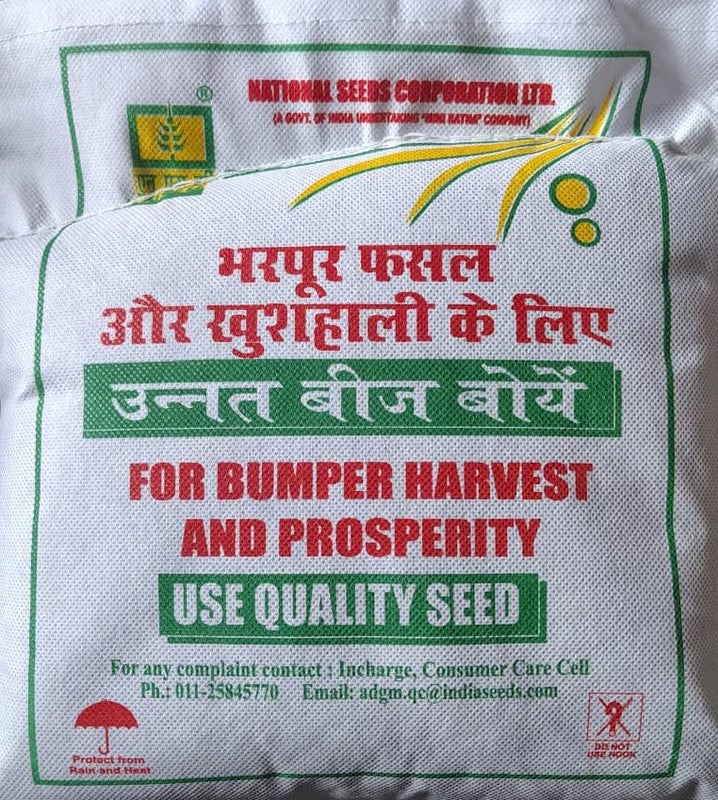 ®
NATIONAL SEEDS CORPORATION LTD.
(A GOVT. OF INDIA UNDERTAKING "MINI RATNA" COMPANY)
भरपूर फसल
और खुशहाली के लिए
उन्नत बीज बोयें
FOR BUMPER HARVEST
AND PROSPERITY
USE QUALITY SEED
For any complaint contact : Incharge, Consumer Care Cell
Ph.: 011-25845770 Email: adgm.qc@indiaseeds.com
Protect from
Rain and Heat
DO NOT
USE HOOK